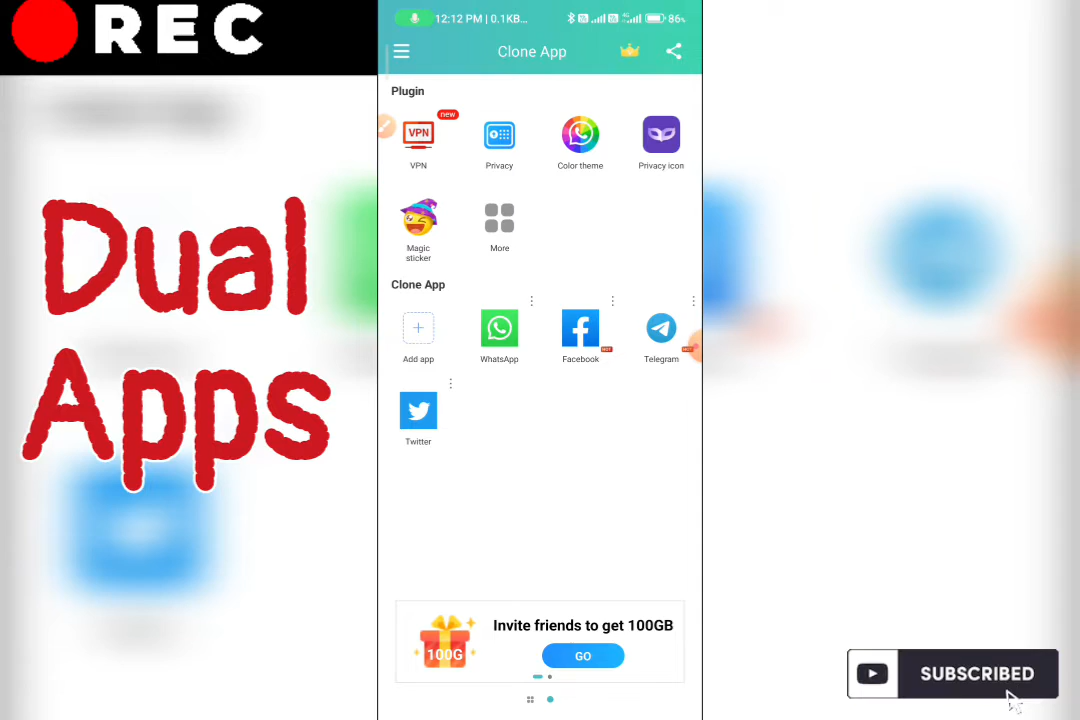 REC
12:12 PM | 0.1KB... 86%
Clone App
Plugin
new
VPN
VPN Privacy Color theme Privacy icon
Magic sticker More
Clone App
Add app WhatsApp Facebook HOT Telegram HOT
Twitter
Dual
Apps
Invite friends to get 100GB
100G
GO
SUBSCRIBED